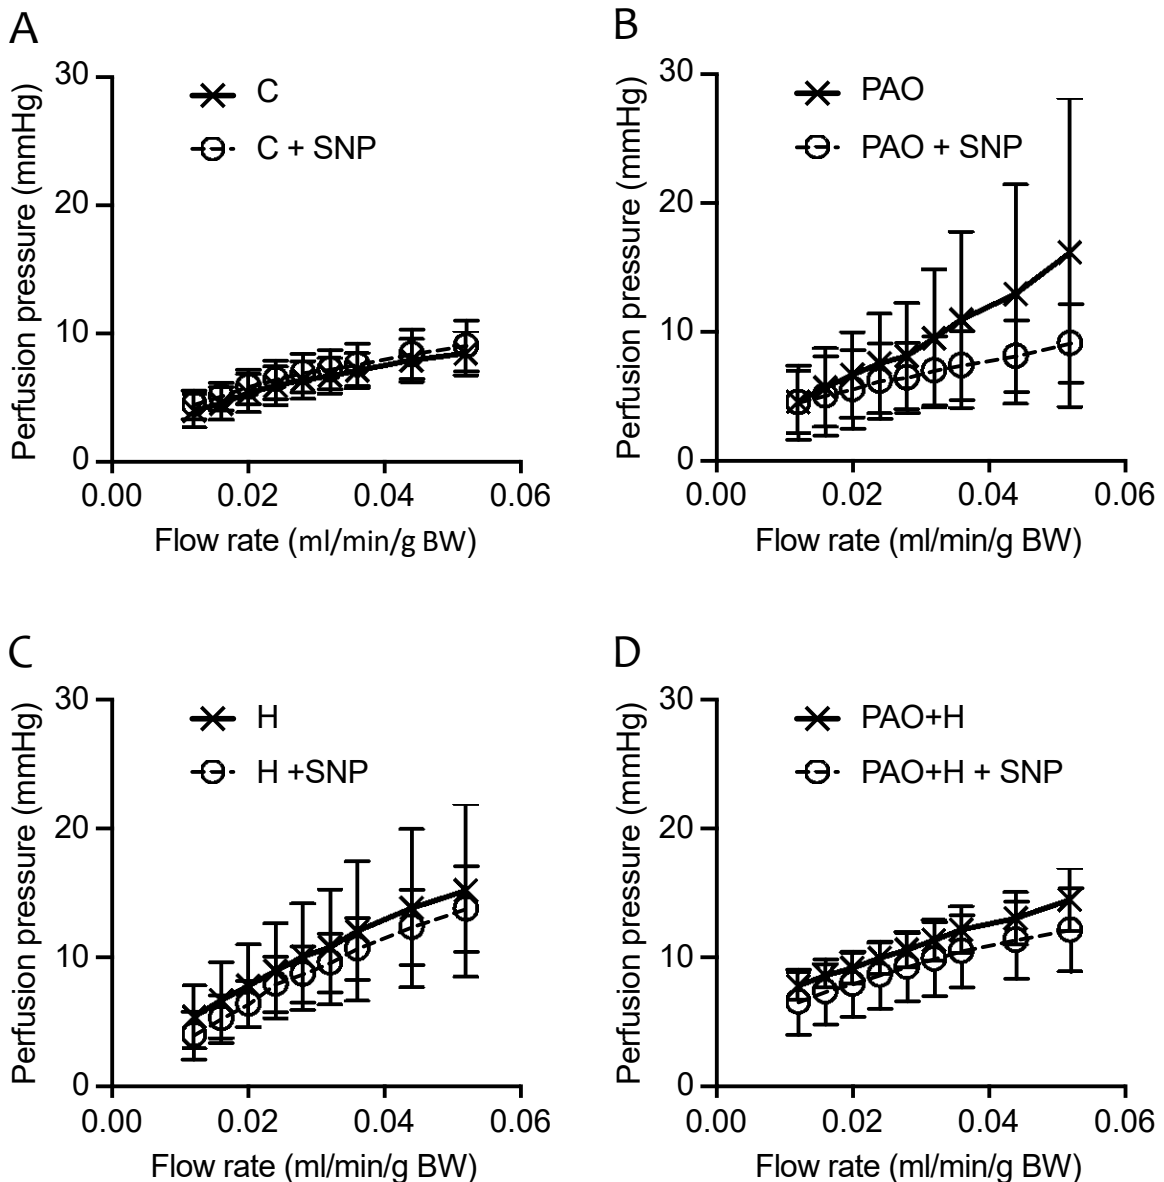 A
Perfusion pressure (mmHg)
30
20
10
0
C
C + SNP
0.00 0.02 0.04 0.06
Flow rate (ml/min/g BW)
B
Perfusion pressure (mmHg)
30
20
10
0
PAO
PAO + SNP
0.00 0.02 0.04 0.06
Flow rate (ml/min/g BW)
C
Perfusion pressure (mmHg)
30
20
10
0
H
H +SNP
0.00 0.02 0.04 0.06
Flow rate (ml/min/g BW)
D
Perfusion pressure (mmHg)
30
20
10
0
PAO+H
PAO+H + SNP
0.00 0.02 0.04 0.06
Flow rate (ml/min/g BW)